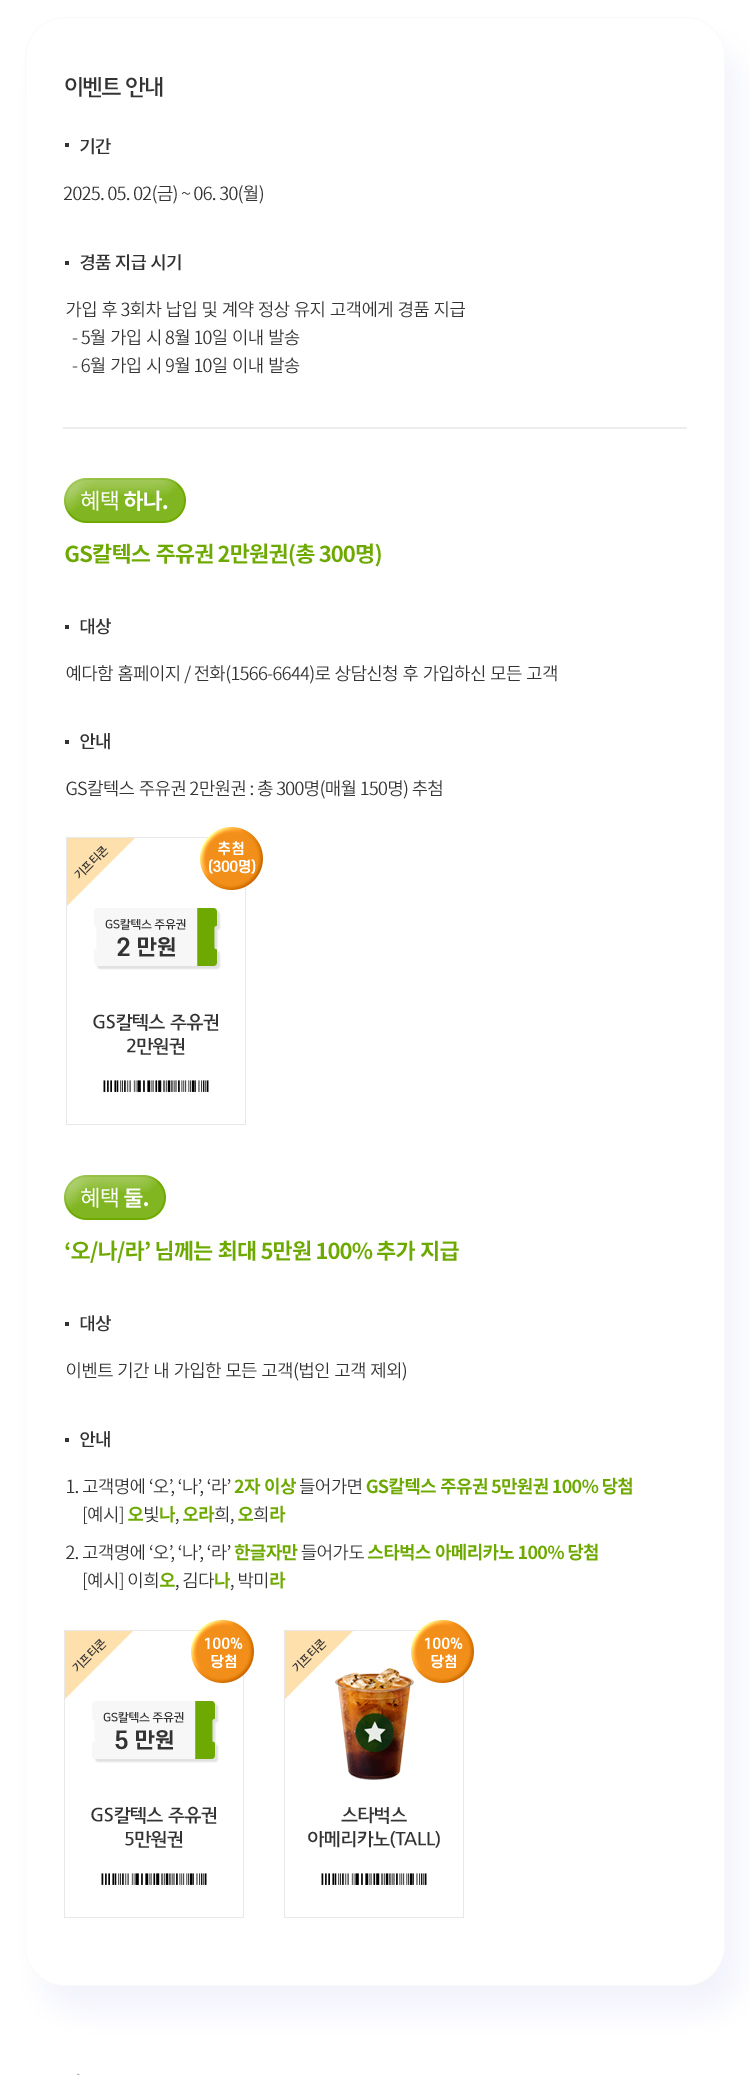 이벤트 안내
기간
2025. 05. 02(금) ~ 06. 30(월)
경품 지급 시기
가입 후 3회차 납입 및 계약 정상 유지 고객에게 경품 지급
- 5월 가입 시 8월 10일 이내 발송
- 6월 가입 시 9월 10일 이내 발송
혜택 하나.
GS칼텍스 주유권 2만원권(총 300명)
대상
예다함 홈페이지 / 전화(1566-6644)로 상담신청 후 가입하신 모든 고객
안내
GS칼텍스 주유권 2만원권 : 총 300명(매월 150명) 추첨
기프티콘
추첨
(300명)
GS칼텍스 주유권
2 만원
GS칼텍스 주유권
2만원권
혜택 둘.
‘오/나/라’ 님께는 최대 5만원 100% 추가 지급
대상
이벤트 기간 내 가입한 모든 고객(법인 고객 제외)
안내
1. 고객명에 ‘오’, ‘나’, ‘라’ 2자 이상 들어가면 GS칼텍스 주유권 5만원권 100% 당첨
[예시] 오빛나, 오라희, 오희라
2. 고객명에 ‘오’, ‘나’, ‘라’ 한글자만 들어가도 스타벅스 아메리카노 100% 당첨
[예시] 이희오, 김다나, 박미라
기프티콘
100%
당첨
GS칼텍스 주유권
5 만원
GS칼텍스 주유권
5만원권
기프티콘
100%
당첨
스타벅스
아메리카노(TALL)